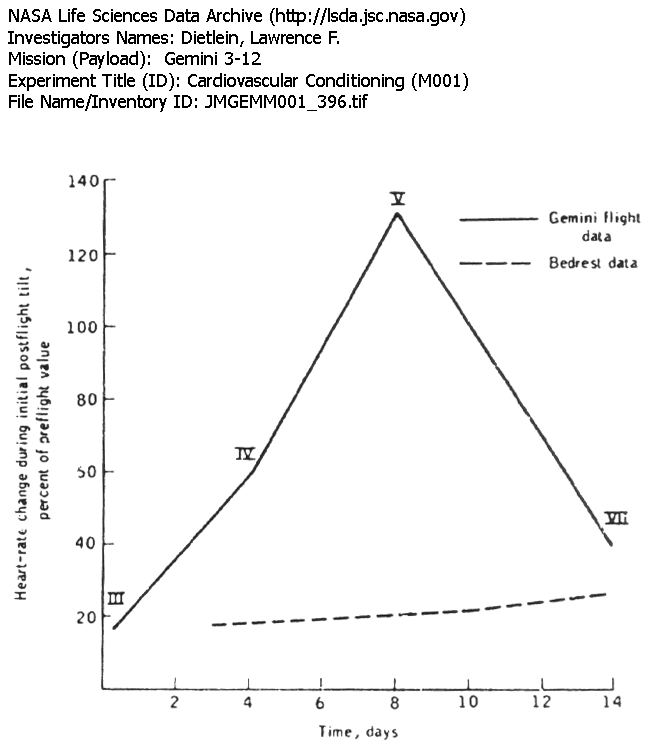 NASA Life Sciences Data Archive (http://lsda.jsc.nasa.gov)
Investigators Names: Dietlein, Lawrence F.
Mission (Payload):  Gemini 3-12
Experiment Title (ID): Cardiovascular Conditioning (M001)
File Name/Inventory ID: JMGEMM001_396.tif
Heart-rate change during initial postflight tilt,
percent of preflight value
140
120
100
80
60
40
20
III
IV
V
VII
Gemini flight
data
Bedrest data
2 4 6 8 10 12 14
Time, days